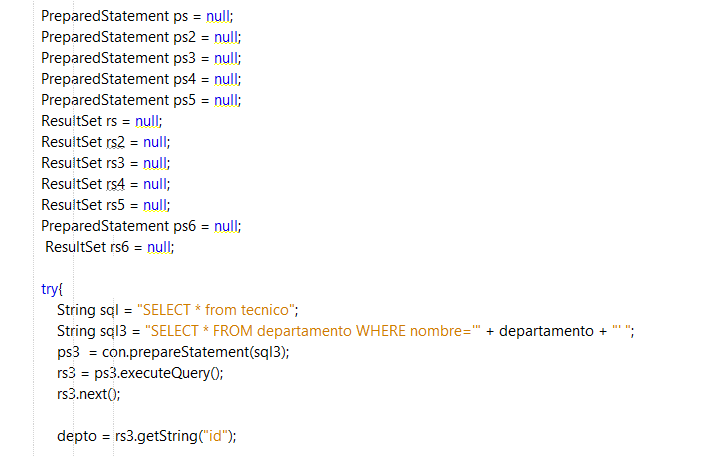 PreparedStatement ps = null;
PreparedStatement ps2 = null;
PreparedStatement ps3 = null;
PreparedStatement ps4 = null;
PreparedStatement ps5 = null;
ResultSet rs = null;
ResultSet rs2 = null;
ResultSet rs3 = null;
ResultSet rs4 = null;
ResultSet rs5 = null;
PreparedStatement ps6 = null;
ResultSet rs6 = null;
try{
String sql = "SELECT * from tecnico";
String sql3 = "SELECT * FROM departamento WHERE nombre='" + departamento + "' ";
ps3 = con.prepareStatement(sql3);
rs3 = ps3.executeQuery();
rs3.next();
depto = rs3.getString("id");